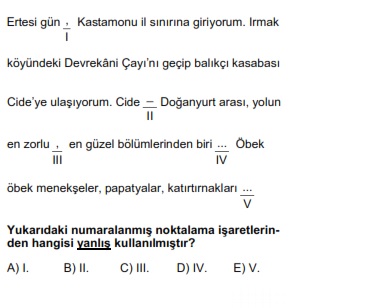 Ertesi gün , Kastamonu il sınırına giriyorum. Irmak
I
köyündeki Devrekâni Çayı'nı geçip balıkçı kasabası
Cide'ye ulaşıyorum. Cide – Doğanyurt arası, yolun
II
en zorlu , en güzel bölümlerinden biri ... Öbek
III IV
öbek menekşeler, papatyalar, katırtırnakları ...
V
Yukarıdaki numaralanmış noktalama işaretlerin-
den hangisi yanlış kullanılmıştır?
A) I. B) II. C) III. D) IV. E) V.